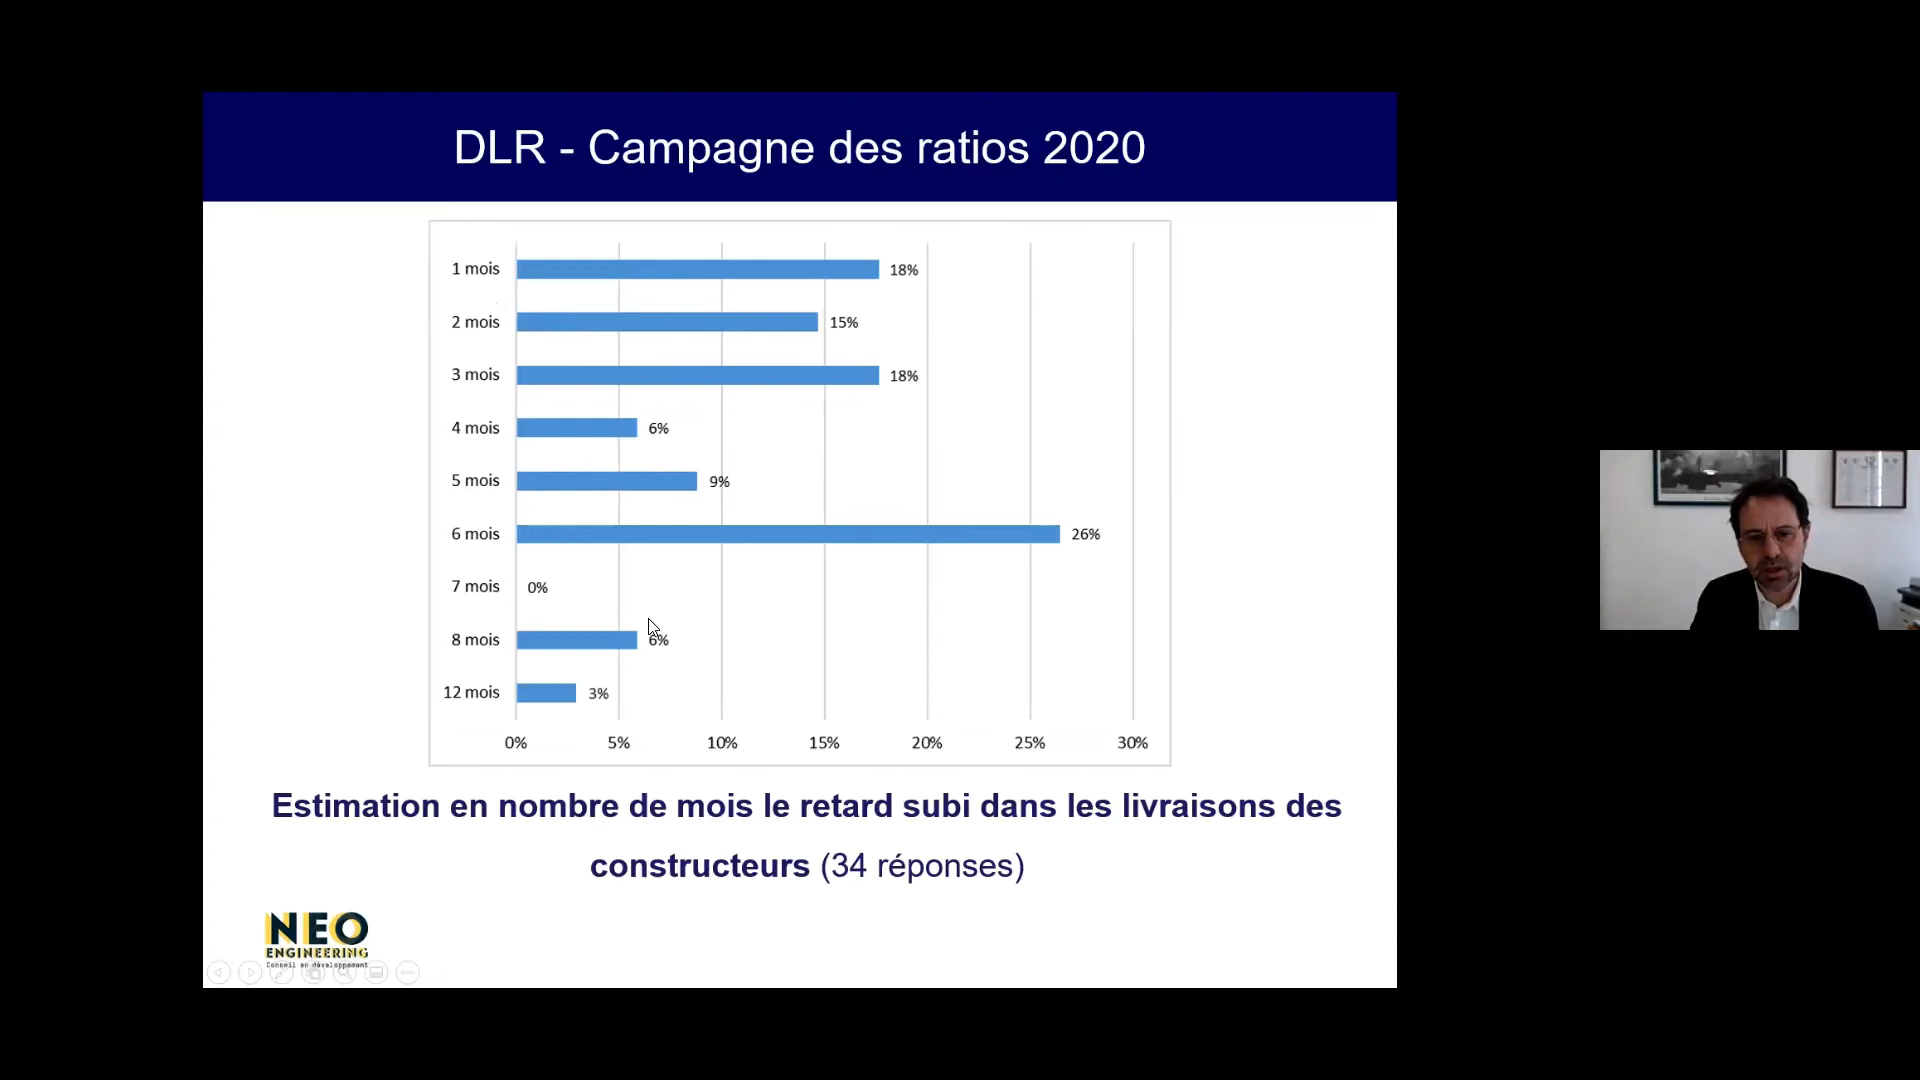 DLR - Campagne des ratios 2020
1 mois 18%
2 mois 15%
3 mois 18%
4 mois 6%
5 mois 9%
6 mois 26%
7 mois 0%
8 mois 6%
12 mois 3%
0% 5% 10% 15% 20% 25% 30%
Estimation en nombre de mois le retard subi dans les livraisons des
constructeurs (34 réponses)
NEO
ENGINEERING
Conseil en développement